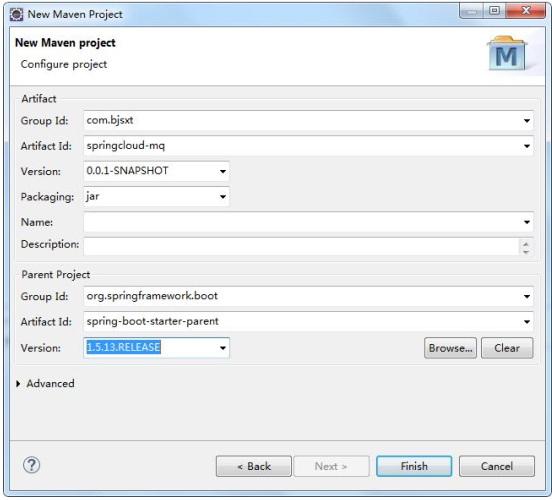 New Maven Project
New Maven project
Configure project
M
Artifact
Group Id: com.bjsxt
Artifact Id: springcloud-mq
Version: 0.0.1-SNAPSHOT
Packaging: jar
Name:
Description:
Parent Project
Group Id: org.springframework.boot
Artifact Id: spring-boot-starter-parent
Version: 1.5.13.RELEASE Browse... Clear
Advanced
? < Back Next > Finish Cancel